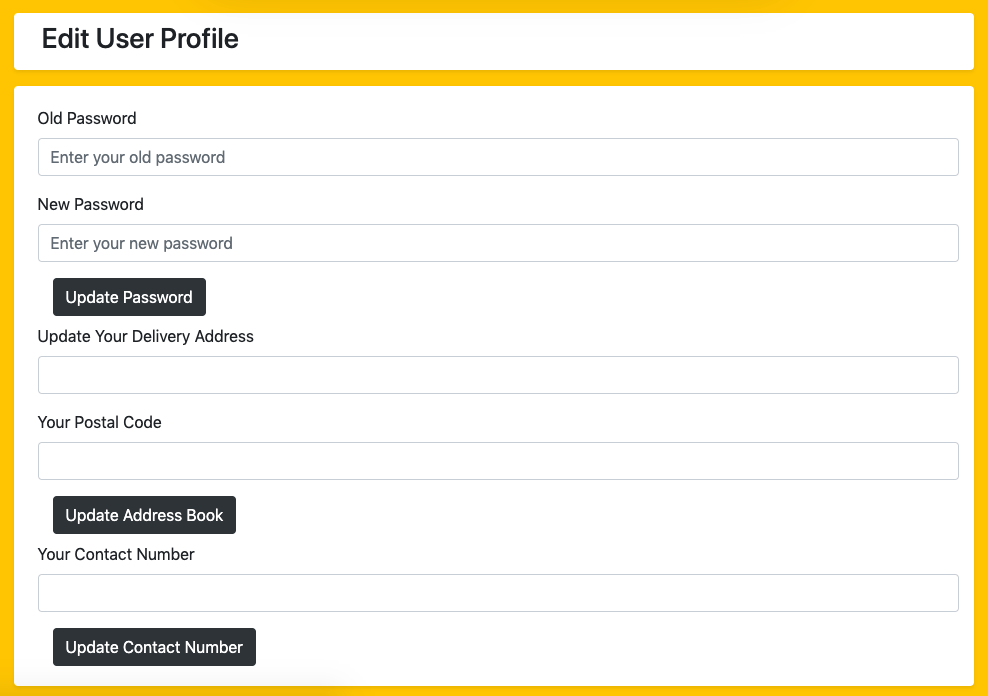 Edit User Profile
Old Password
Enter your old password
New Password
Enter your new password
Update Password
Update Your Delivery Address
Your Postal Code
Update Address Book
Your Contact Number
Update Contact Number